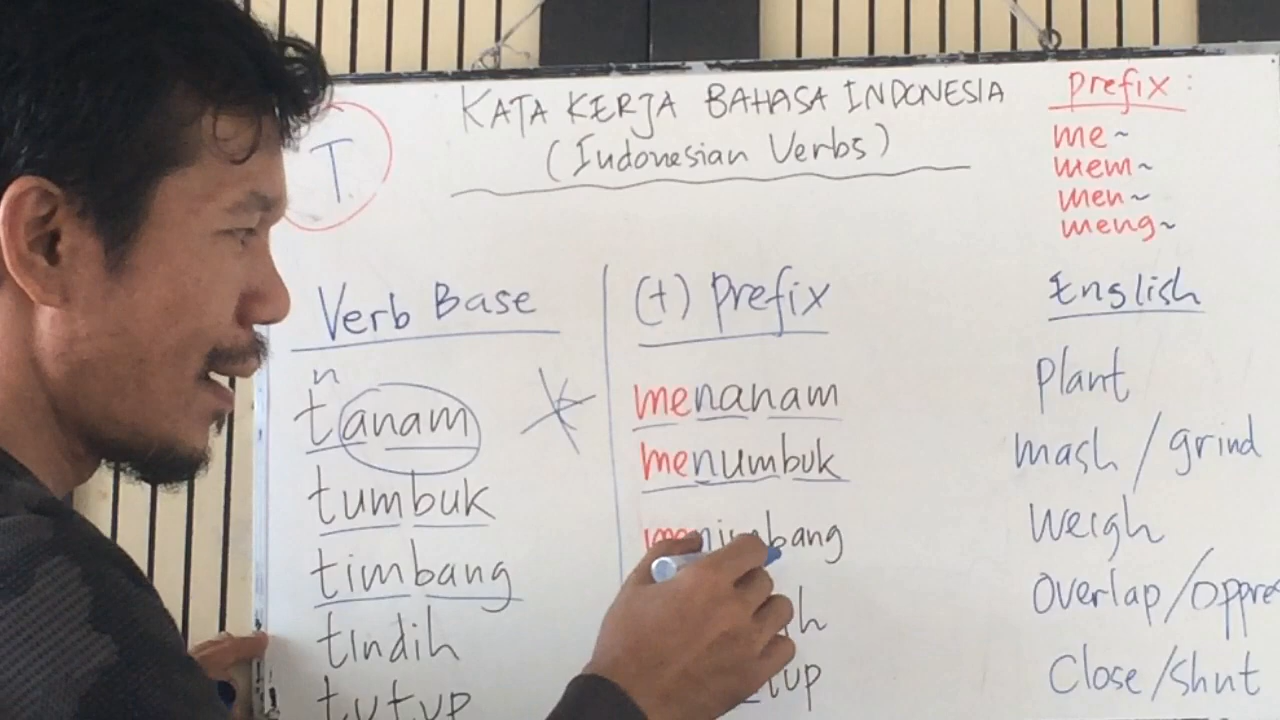 T
KATA KERJA BAHASA INDONESIA
(Indonesian Verbs)
Prefix :
me~
mem~
men~
meng~
Verb Base (+) Prefix English
n
tanam menanam Plant
tumbuk menumbuk mash / grind
timbang Weigh
tIndih Overlap/
tutup Close/shut